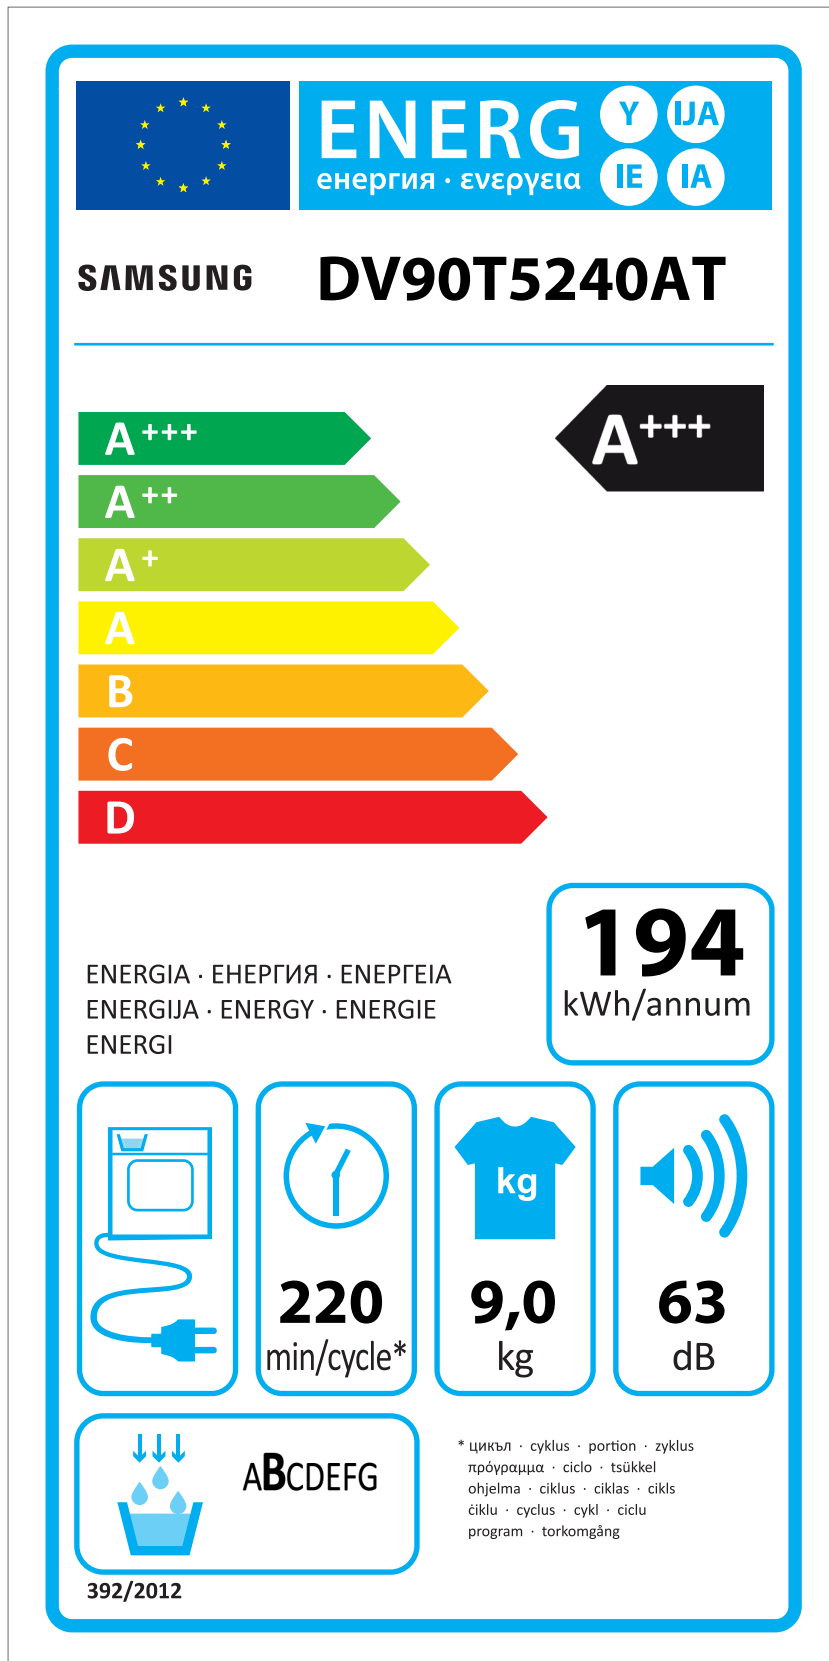 ENERG Y IJA
енергия · ενεργεια IE IA
SAMSUNG DV90T5240AT
A+++
A+++
A++
A+
A
B
C
D
194
kWh/annum
ENERGIA · ЕНЕРГИЯ · ΕΝΕΡΓΕΙΑ
ENERGIJA · ENERGY · ENERGIE
ENERGI
220
min/cycle*
kg
9,0
kg
63
dB
ABCDEFG
* цикъл · cyklus · portion · zyklus
πρόγραμμα · ciclo · tsükkel
ohjelma · ciklus · ciklas · cikls
ċiklu · cyclus · cykl · ciclu
program · torkomgång
392/2012